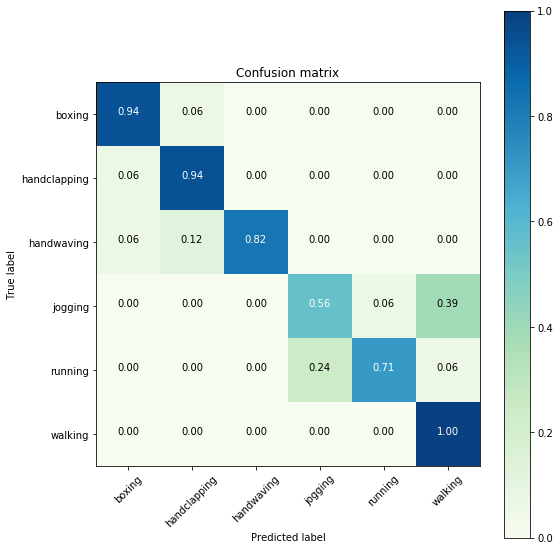 Confusion matrix
True label
boxing 0.94 0.06 0.00 0.00 0.00 0.00
handclapping 0.06 0.94 0.00 0.00 0.00 0.00
handwaving 0.06 0.12 0.82 0.00 0.00 0.00
jogging 0.00 0.00 0.00 0.56 0.06 0.39
running 0.00 0.00 0.00 0.24 0.71 0.06
walking 0.00 0.00 0.00 0.00 0.00 1.00
boxing handclapping handwaving jogging running walking
Predicted label
1.0
0.8
0.6
0.4
0.2
0.0